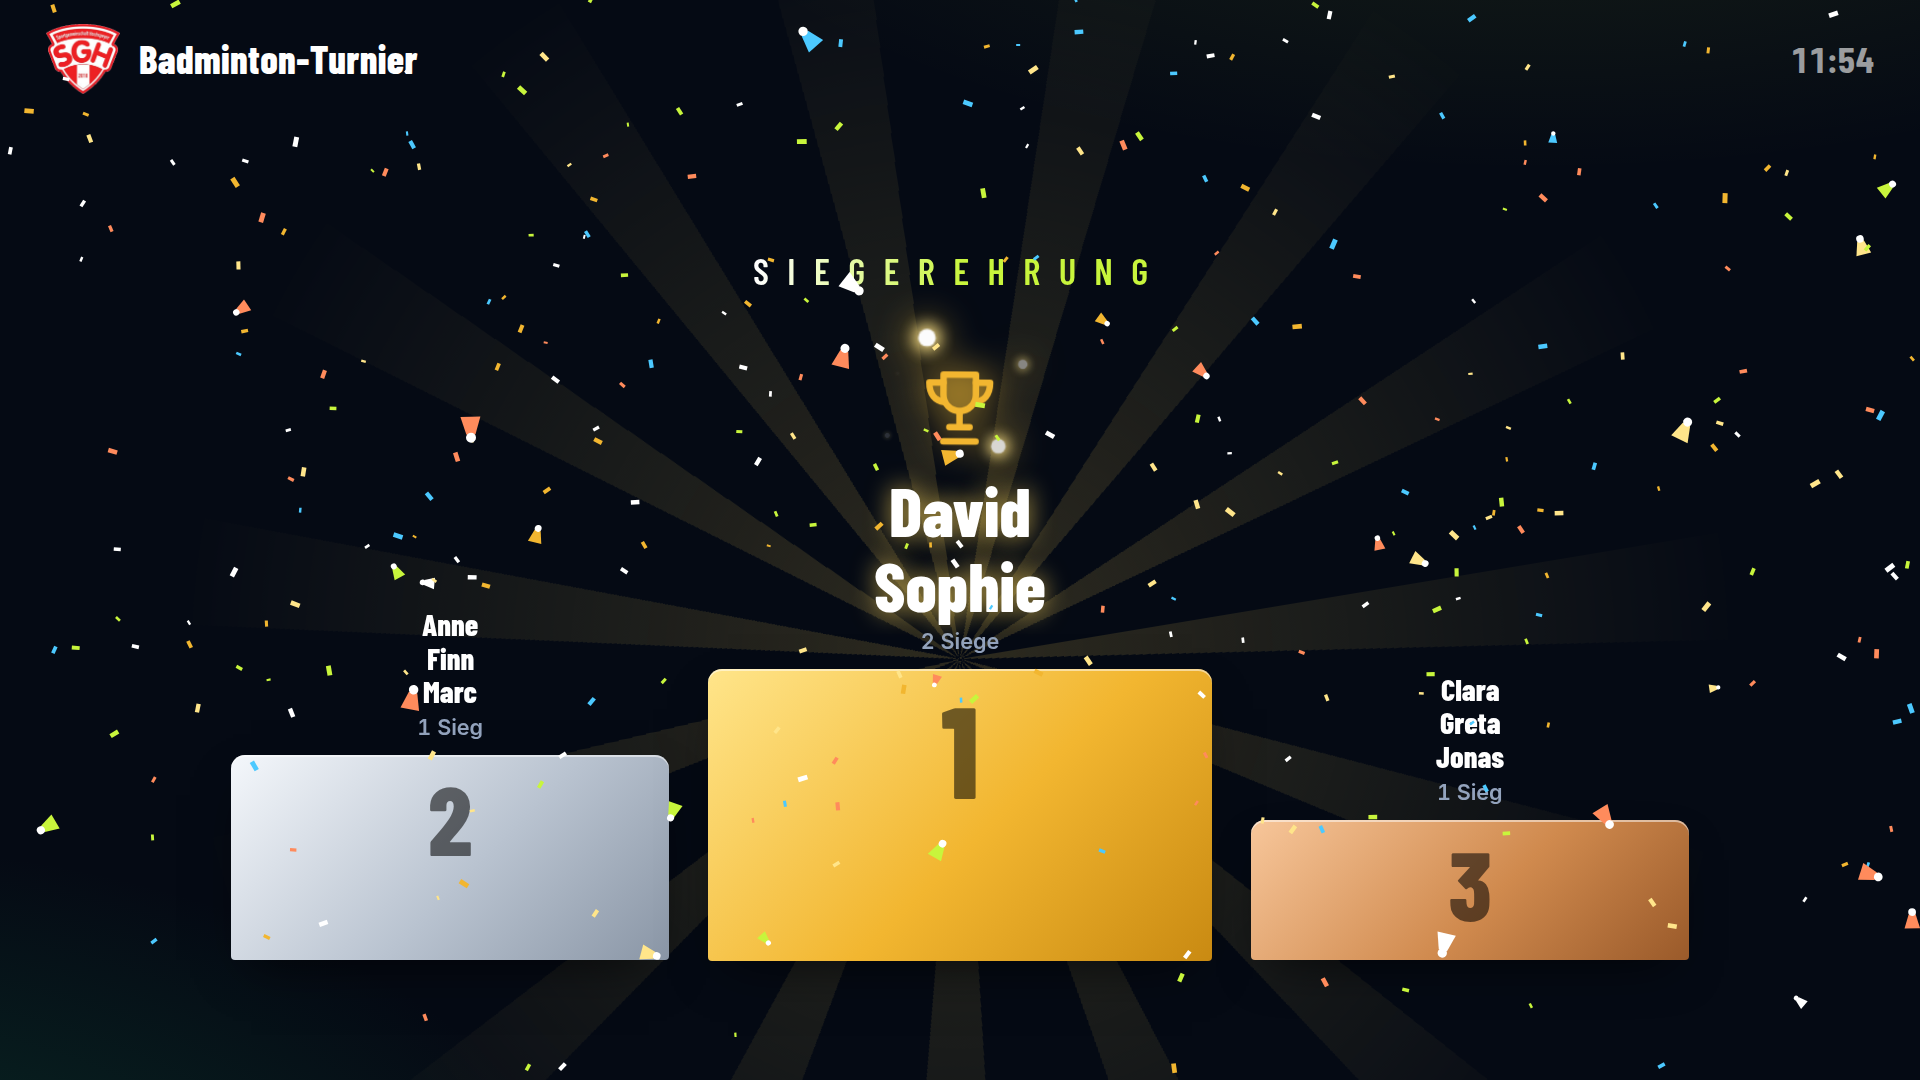 SGH
Badminton-Turnier
11:54
SIEGEREHRUNG
David
Sophie
2 Siege
Anne
Finn
Marc
1 Sieg
Clara
Greta
Jonas
1 Sieg
2
1
3